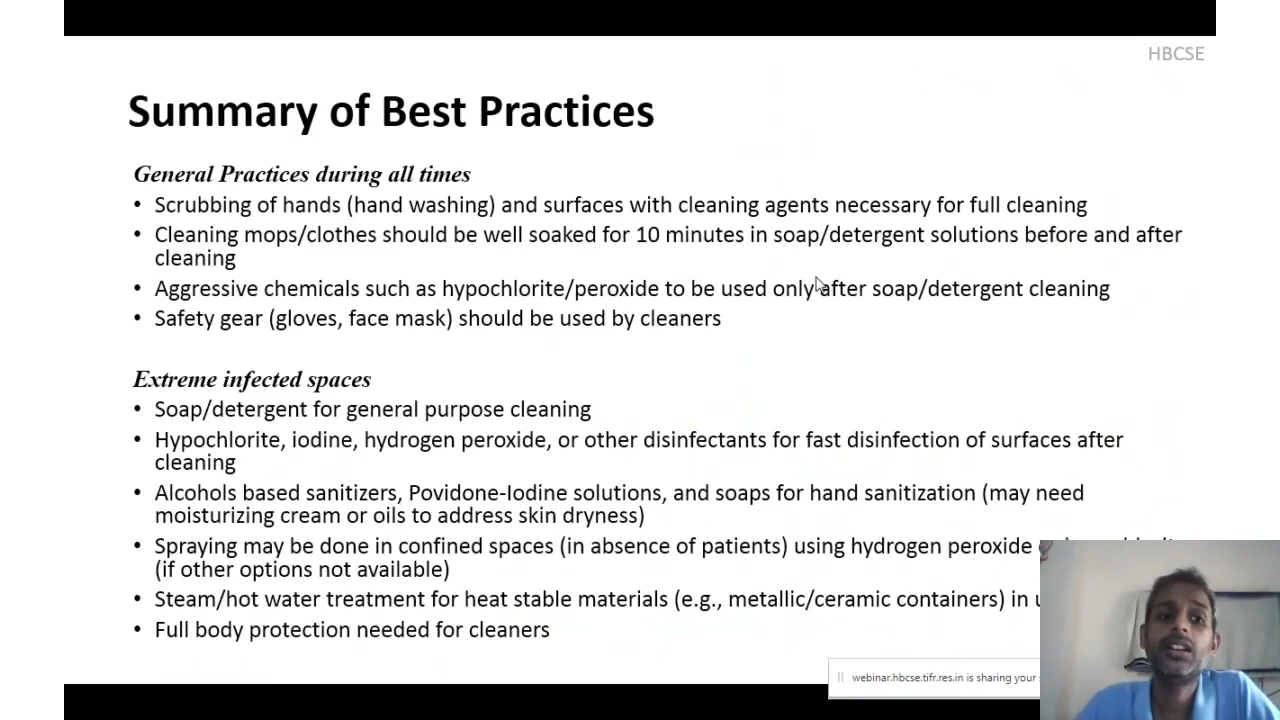 HBCSE
Summary of Best Practices
General Practices during all times
• Scrubbing of hands (hand washing) and surfaces with cleaning agents necessary for full cleaning
• Cleaning mops/clothes should be well soaked for 10 minutes in soap/detergent solutions before and after
cleaning
• Aggressive chemicals such as hypochlorite/peroxide to be used only after soap/detergent cleaning
• Safety gear (gloves, face mask) should be used by cleaners
Extreme infected spaces
• Soap/detergent for general purpose cleaning
• Hypochlorite, iodine, hydrogen peroxide, or other disinfectants for fast disinfection of surfaces after
cleaning
• Alcohols based sanitizers, Povidone-Iodine solutions, and soaps for hand sanitization (may need
moisturizing cream or oils to address skin dryness)
• Spraying may be done in confined spaces (in absence of patients) using hydrogen peroxide
(if other options not available)
• Steam/hot water treatment for heat stable materials (e.g., metallic/ceramic containers) in
• Full body protection needed for cleaners
webinar.hbcse.tifr.res.in is sharing your